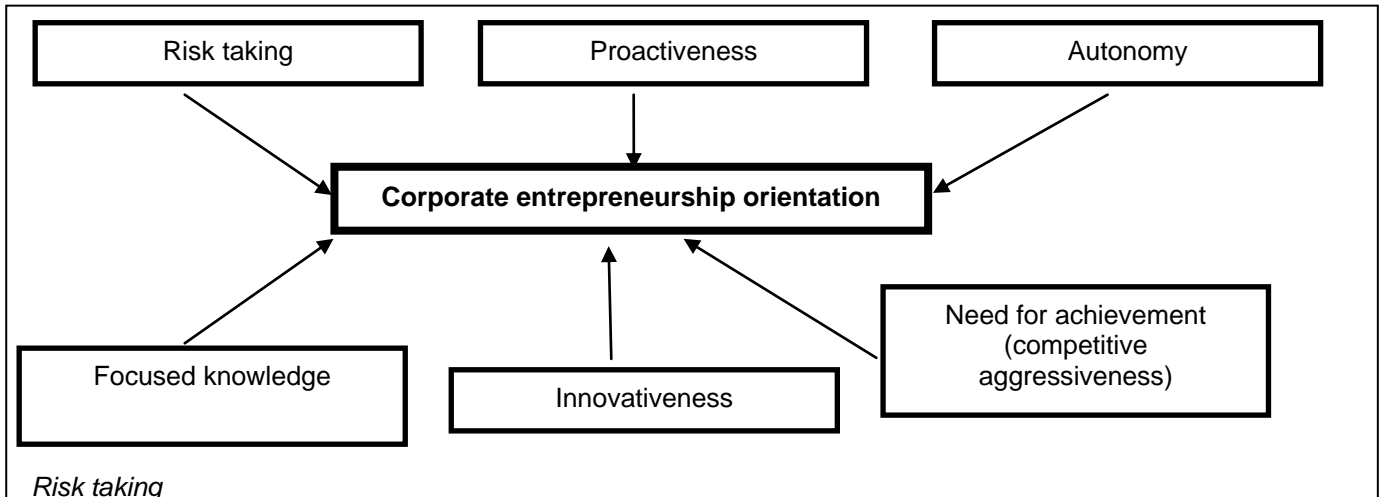 Risk taking
Proactiveness
Autonomy
Corporate entrepreneurship orientation
Focused knowledge
Innovativeness
Need for achievement
(competitive
aggressiveness)
Risk taking